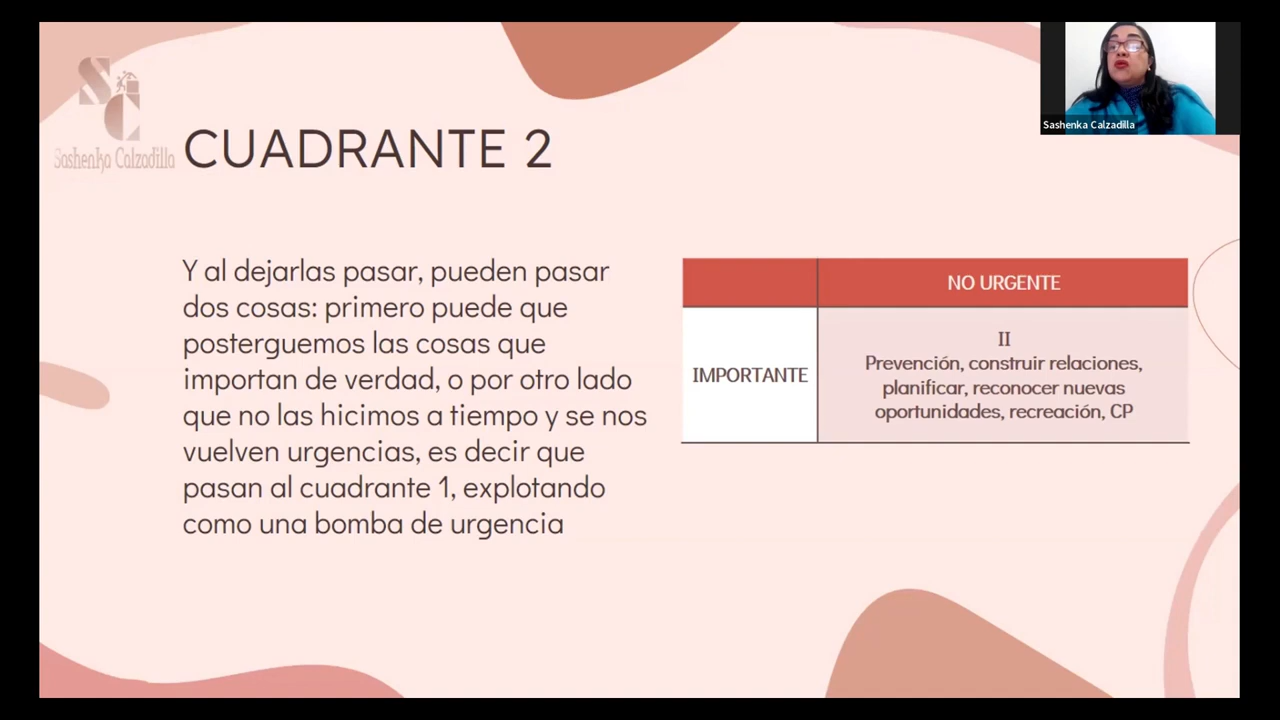 Sashenka Calzadilla
SC
Sashenka Calzadilla
CUADRANTE 2
Y al dejarlas pasar, pueden pasar
dos cosas: primero puede que
posterguemos las cosas que
importan de verdad, o por otro lado
que no las hicimos a tiempo y se nos
vuelven urgencias, es decir que
pasan al cuadrante 1, explotando
como una bomba de urgencia
NO URGENTE
IMPORTANTE
II
Prevención, construir relaciones,
planificar, reconocer nuevas
oportunidades, recreación, CP